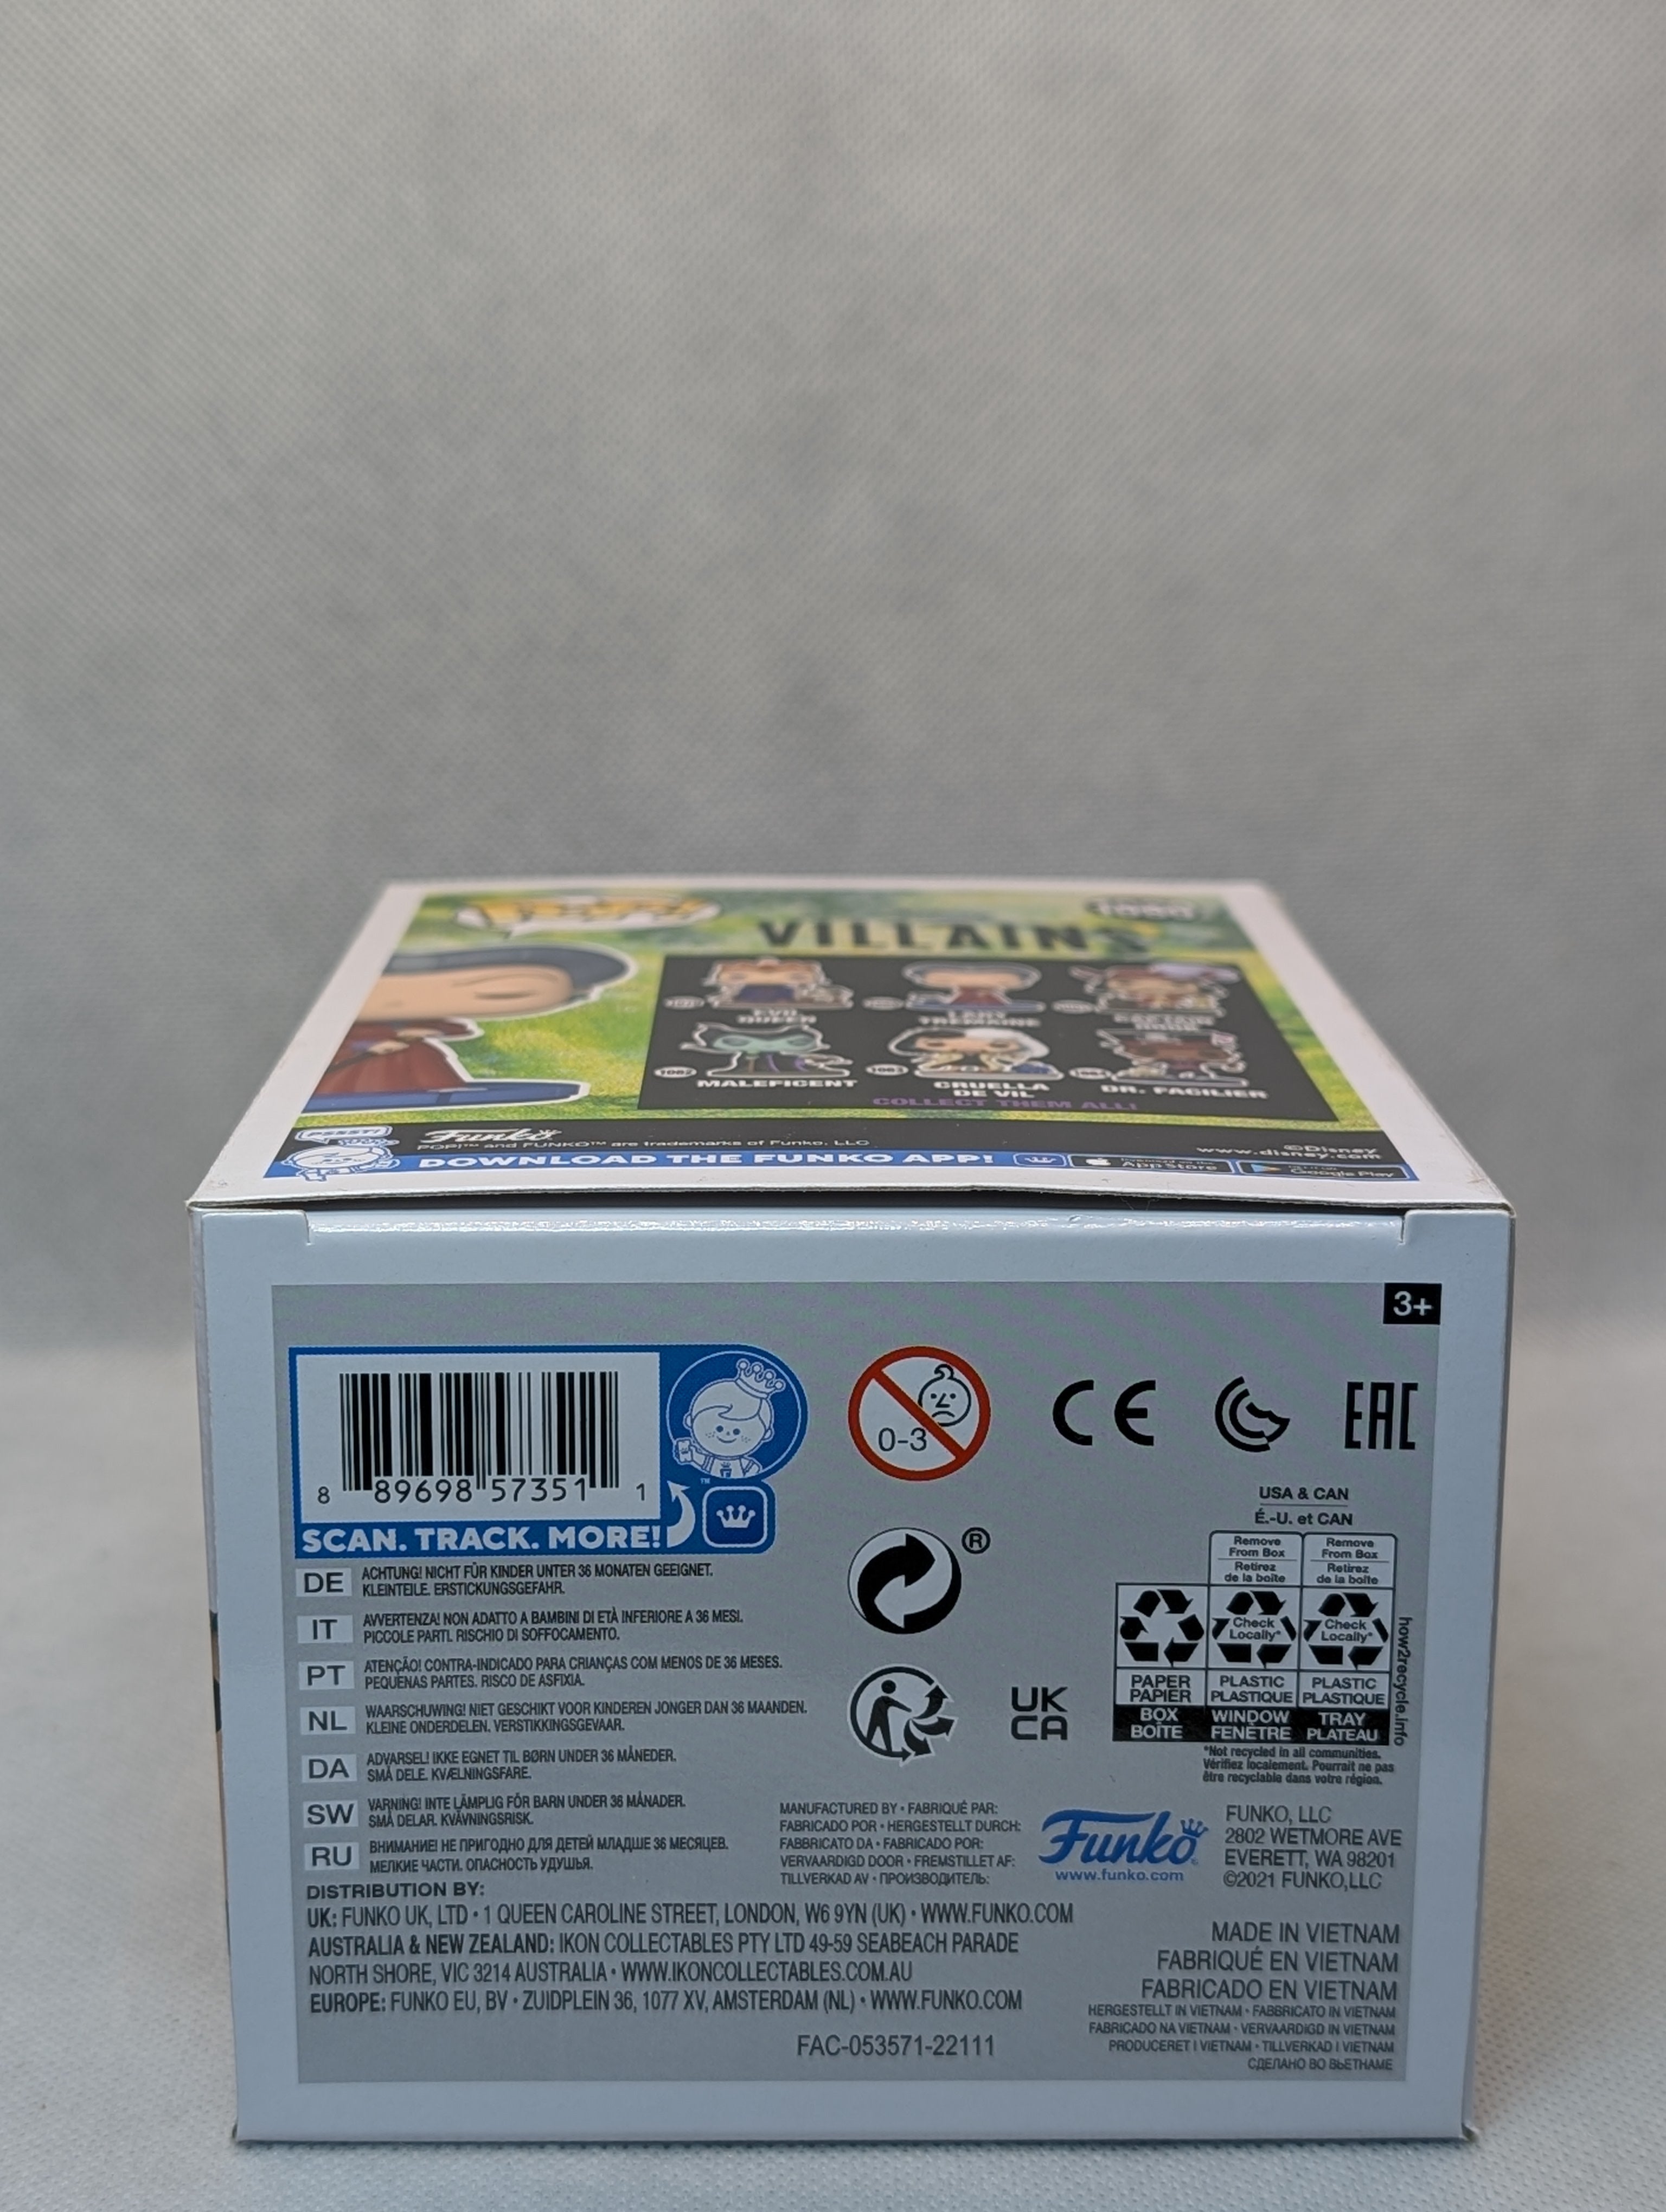 POP!
VILLAINS
EVIL
QUEEN
LADY
TREMAINE
CAPTAIN
HOOK
1082
MALEFICENT
1083
CRUELLA
DE VIL
DR. FACILIER
COLLECT THEM ALL!
Funko
POP!™ and FUNKO™ are trademarks of Funko, LLC
©Disney
www.disney.com
DOWNLOAD THE FUNKO APP!
App Store
Google Play
3+
8 89698 57351 1
™
SCAN. TRACK. MORE!
0-3
CE
EAC
®
UK
CA
USA & CAN
É.-U. et CAN
Remove
From Box
Retirez
de la boîte
Remove
From Box
Retirez
de la boîte
Check
Locally*
Check
Locally*
PAPER
PAPIER
PLASTIC
PLASTIQUE
PLASTIC
PLASTIQUE
BOX
BOÎTE
WINDOW
FENÊTRE
TRAY
PLATEAU
how2recycle.info
*Not recycled in all communities.
Vérifiez localement. Pourrait ne pas
être recyclable dans votre région.
DE ACHTUNG! NICHT FÜR KINDER UNTER 36 MONATEN GEEIGNET.
KLEINTEILE. ERSTICKUNGSGEFAHR.
IT AVVERTENZA! NON ADATTO A BAMBINI DI ETÀ INFERIORE A 36 MESI.
PICCOLE PARTI. RISCHIO DI SOFFOCAMENTO.
PT ATENÇÃO! CONTRA-INDICADO PARA CRIANÇAS COM MENOS DE 36 MESES.
PEQUENAS PARTES. RISCO DE ASFIXIA.
NL WAARSCHUWING! NIET GESCHIKT VOOR KINDEREN JONGER DAN 36 MAANDEN.
KLEINE ONDERDELEN. VERSTIKKINGSGEVAAR.
DA ADVARSEL! IKKE EGNET TIL BØRN UNDER 36 MÅNEDER.
SMÅ DELE. KVÆLNINGSFARE.
SW VARNING! INTE LÄMPLIG FÖR BARN UNDER 36 MÅNADER.
SMÅ DELAR. KVÄVNINGSRISK.
RU ВНИМАНИЕ! НЕ ПРИГОДНО ДЛЯ ДЕТЕЙ МЛАДШЕ 36 МЕСЯЦЕВ.
МЕЛКИЕ ЧАСТИ. ОПАСНОСТЬ УДУШЬЯ.
MANUFACTURED BY • FABRIQUÉ PAR:
FABRICADO POR • HERGESTELLT DURCH:
FABBRICATO DA • FABRICADO POR:
VERVAARDIGD DOOR • FREMSTILLET AF:
TILLVERKAD AV • ПРОИЗВОДИТЕЛЬ:
Funko
www.funko.com
FUNKO, LLC
2802 WETMORE AVE
EVERETT, WA 98201
©2021 FUNKO,LLC
DISTRIBUTION BY:
UK: FUNKO UK, LTD • 1 QUEEN CAROLINE STREET, LONDON, W6 9YN (UK) • WWW.FUNKO.COM
AUSTRALIA & NEW ZEALAND: IKON COLLECTABLES PTY LTD 49-59 SEABEACH PARADE
NORTH SHORE, VIC 3214 AUSTRALIA • WWW.IKONCOLLECTABLES.COM.AU
EUROPE: FUNKO EU, BV • ZUIDPLEIN 36, 1077 XV, AMSTERDAM (NL) • WWW.FUNKO.COM
FAC-053571-22111
MADE IN VIETNAM
FABRIQUÉ EN VIETNAM
FABRICADO EN VIETNAM
HERGESTELLT IN VIETNAM • FABBRICATO IN VIETNAM
FABRICADO NA VIETNAM • VERVAARDIGD IN VIETNAM
PRODUCERET I VIETNAM • TILLVERKAD I VIETNAM
СДЕЛАНО ВО ВЬЕТНАМЕ